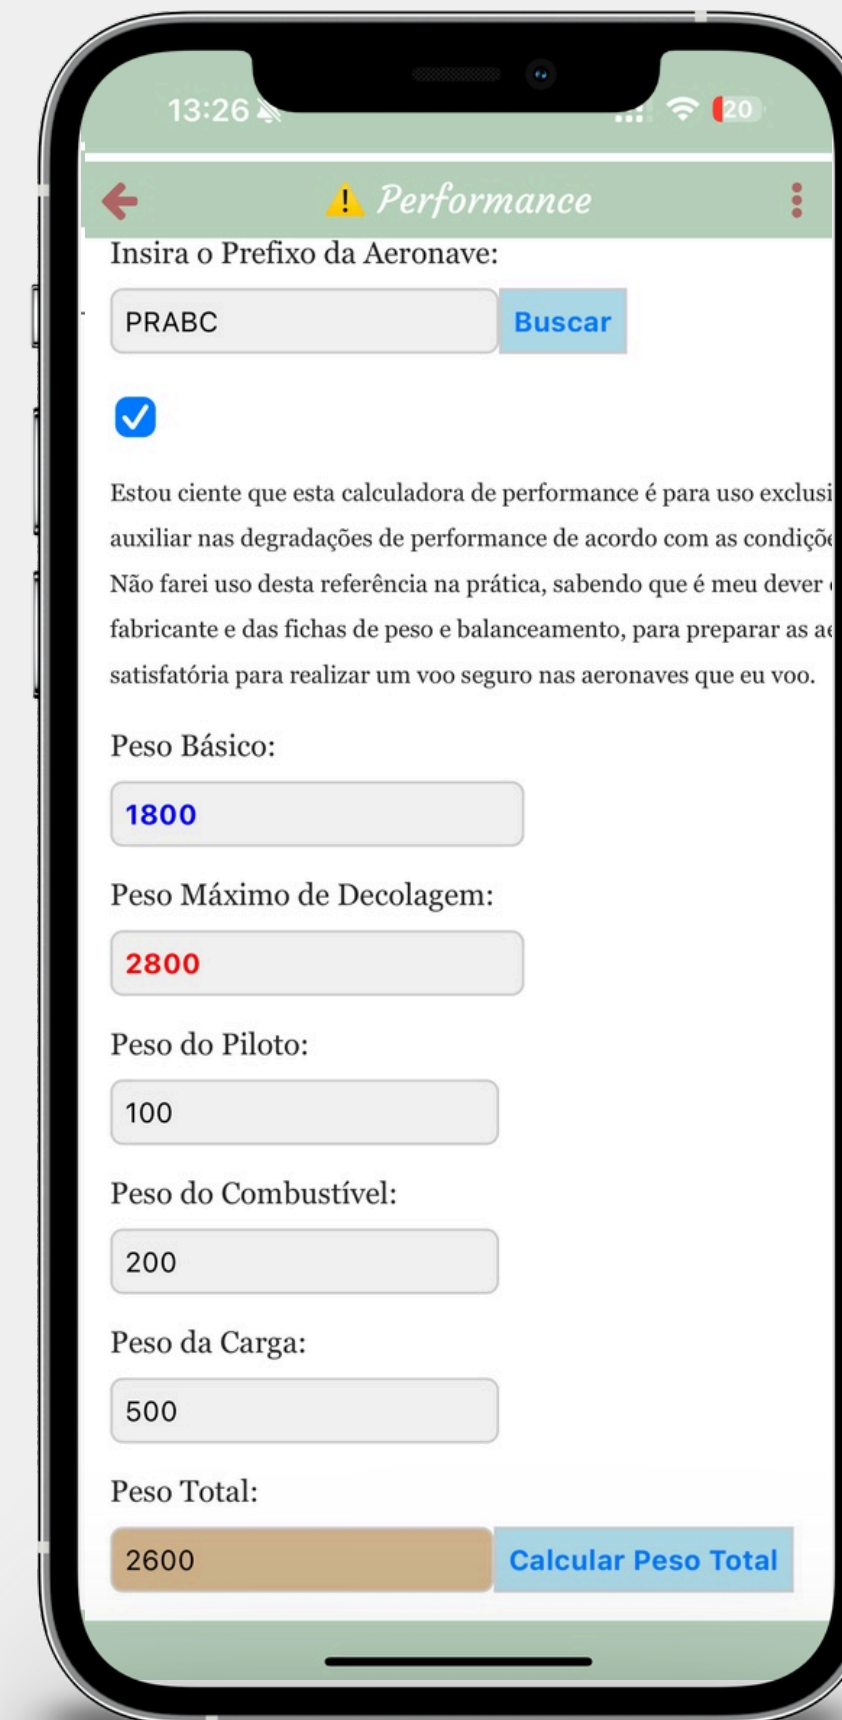 13:26
20
⚠️ Performance
Insira o Prefixo da Aeronave:
PRABC
Buscar
Estou ciente que esta calculadora de performance é para uso
auxiliar nas degradações de performance de acordo com as
Não farei uso desta referência na prática, sabendo que é meu dever
fabricante e das fichas de peso e balanceamento, para preparar as
satisfatória para realizar um voo seguro nas aeronaves que eu voo.
Peso Básico:
1800
Peso Máximo de Decolagem:
2800
Peso do Piloto:
100
Peso do Combustível:
200
Peso da Carga:
500
Peso Total:
2600
Calcular Peso Total